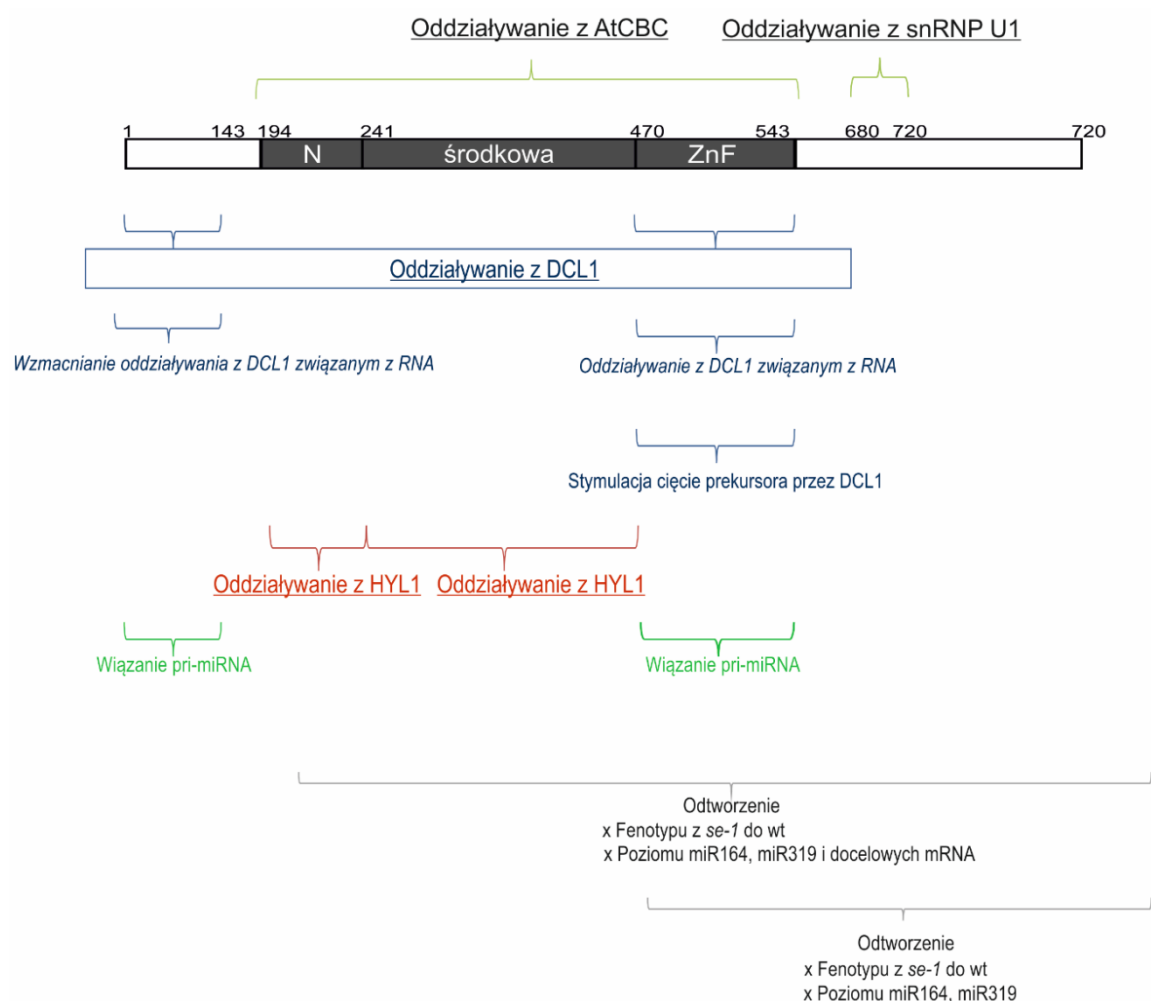 Oddziaływanie z AtCBC Oddziaływanie z snRNP U1
1 143 194 241 470 543 680 720 720
N środkowa ZnF
Oddziaływanie z DCL1
Wzmacnianie oddziaływania z DCL1 związanym z RNA Oddziaływanie z DCL1 związanym z RNA
Stymulacja cięcie prekursora przez DCL1
Oddziaływanie z HYL1 Oddziaływanie z HYL1
Wiązanie pri-miRNA Wiązanie pri-miRNA
Odtworzenie
x Fenotypu z se-1 do wt
x Poziomu miR164, miR319 i docelowych mRNA
Odtworzenie
x Fenotypu z se-1 do wt
x Poziomu miR164, miR319